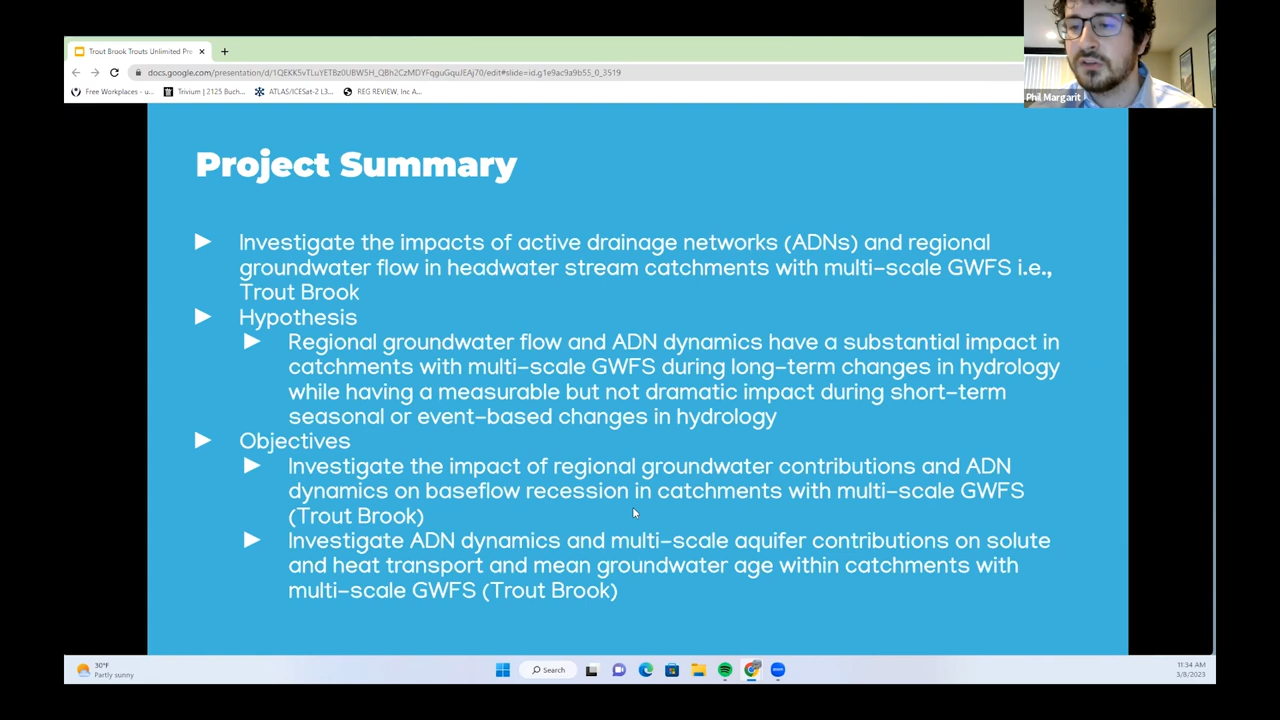 Trout Brook Trouts Unlimited Pre
docs.google.com/presentation/d/1QEKK5vTLuYETBz0UBW5H_QBh2CzMDYFqguGquJEAj70/edit#slide=id.g1e9ac9a9b55_0_3519
Free Workplaces - u... Trivium | 2125 Buch... ATLAS/ICESat-2 L3... REG REVIEW, Inc A...
Phil Margarit
Project Summary
Investigate the impacts of active drainage networks (ADNs) and regional
groundwater flow in headwater stream catchments with multi-scale GWFS i.e.,
Trout Brook
Hypothesis
Regional groundwater flow and ADN dynamics have a substantial impact in
catchments with multi-scale GWFS during long-term changes in hydrology
while having a measurable but not dramatic impact during short-term
seasonal or event-based changes in hydrology
Objectives
Investigate the impact of regional groundwater contributions and ADN
dynamics on baseflow recession in catchments with multi-scale GWFS
(Trout Brook)
Investigate ADN dynamics and multi-scale aquifer contributions on solute
and heat transport and mean groundwater age within catchments with
multi-scale GWFS (Trout Brook)
30°F
Partly sunny
Search
zoom
11:34 AM
3/8/2023